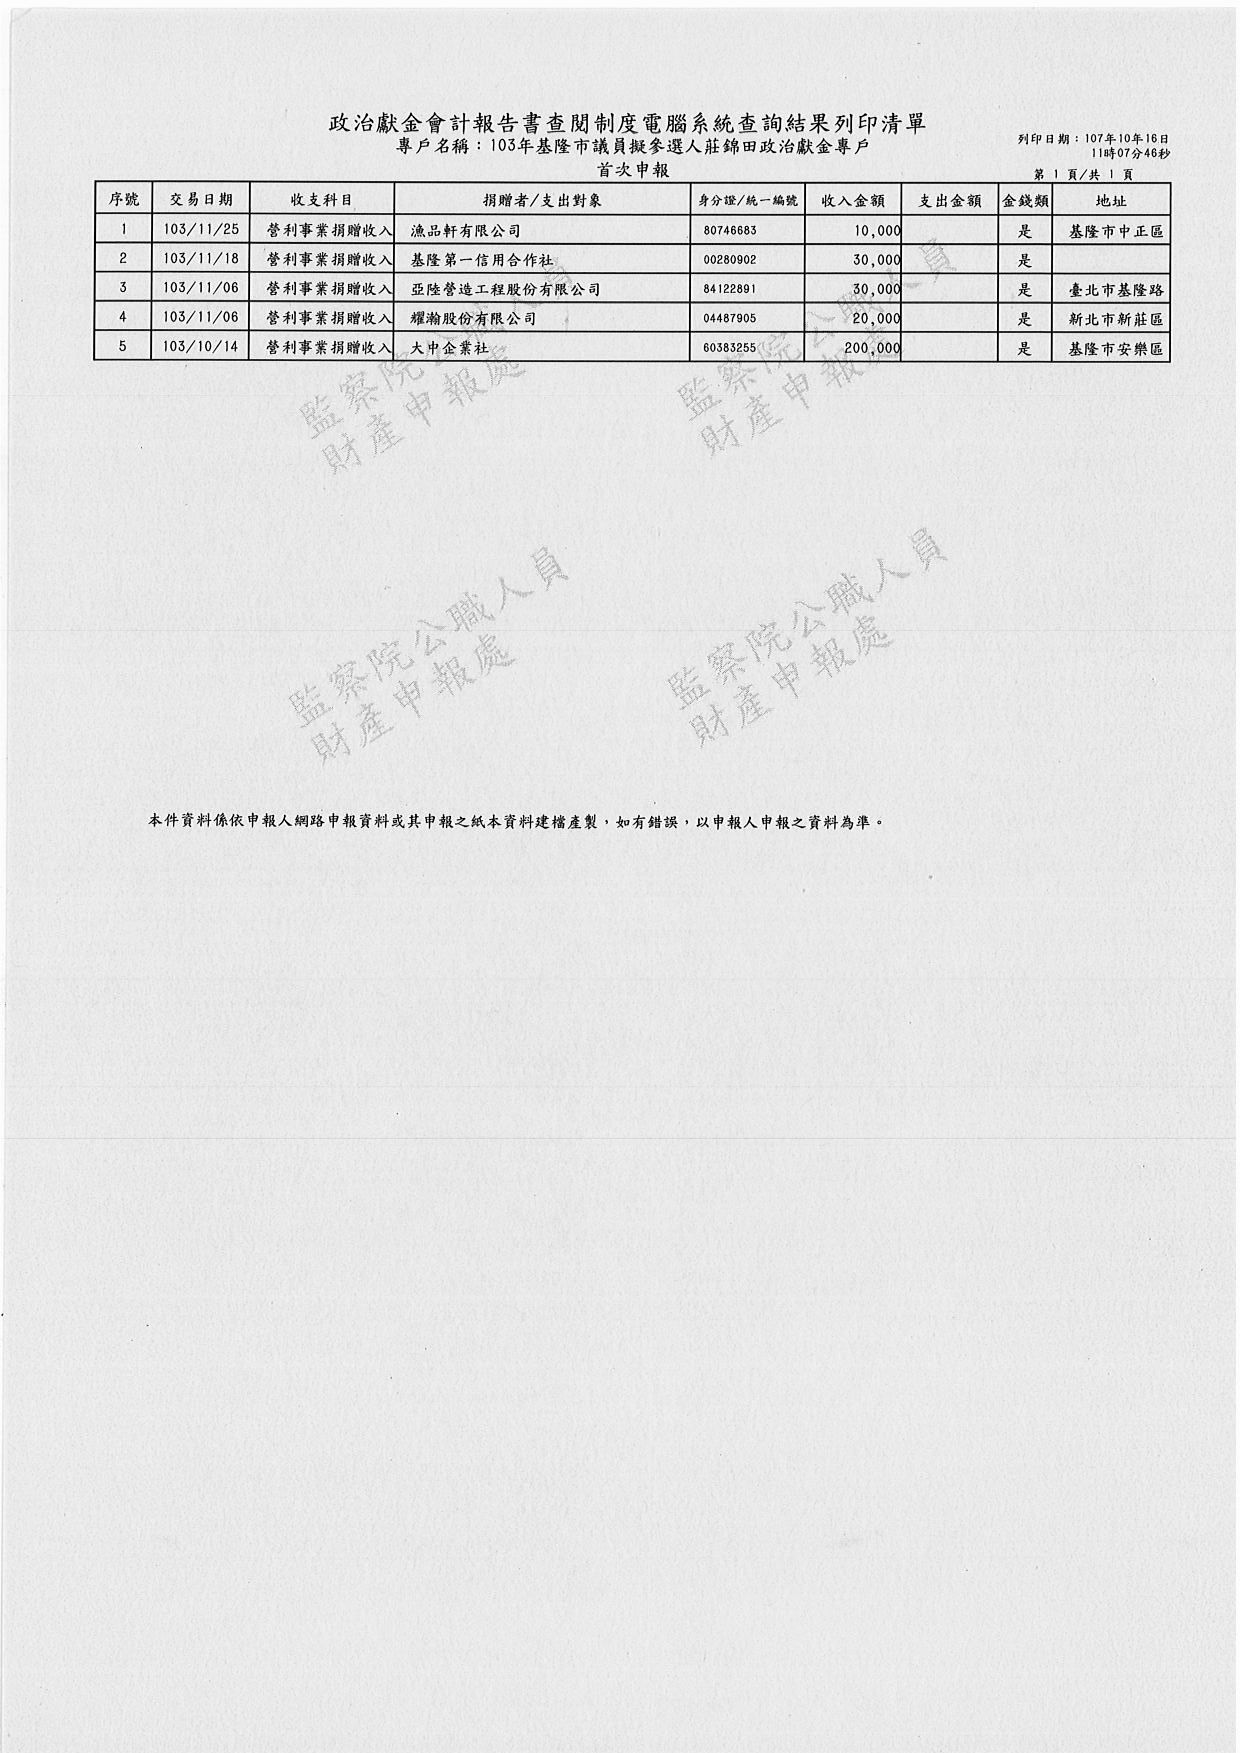 政治獻金會計報告書查閱制度電腦系統查詢結果列印清單
專戶名稱：103年基隆市議員擬參選人莊錦田政治獻金專戶
列印日期：107年10月16日
11時07分46秒
首次申報
第 1 頁/共 1 頁
序號 交易日期 收支科目 捐贈者/支出對象 身分證/統一編號 收入金額 支出金額 金錢類 地址
1 103/11/25 營利事業捐贈收入 漁品軒有限公司 80746683 10,000 是 基隆市中正區
2 103/11/18 營利事業捐贈收入 基隆第一信用合作社 00280902 30,000 是
3 103/11/06 營利事業捐贈收入 亞陸營造工程股份有限公司 84122891 30,000 是 臺北市基隆路
4 103/11/06 營利事業捐贈收入 耀瀚股份有限公司 04487905 20,000 是 新北市新莊區
5 103/10/14 營利事業捐贈收入 大中企業社 60383255 200,000 是 基隆市安樂區
監察院公職人員
財產申報處
監察院公職人員
財產申報處
監察院公職人員
財產申報處
監察院公職人員
財產申報處
本件資料係依申報人網路申報資料或其申報之紙本資料建檔產製，如有錯誤，以申報人申報之資料為準。